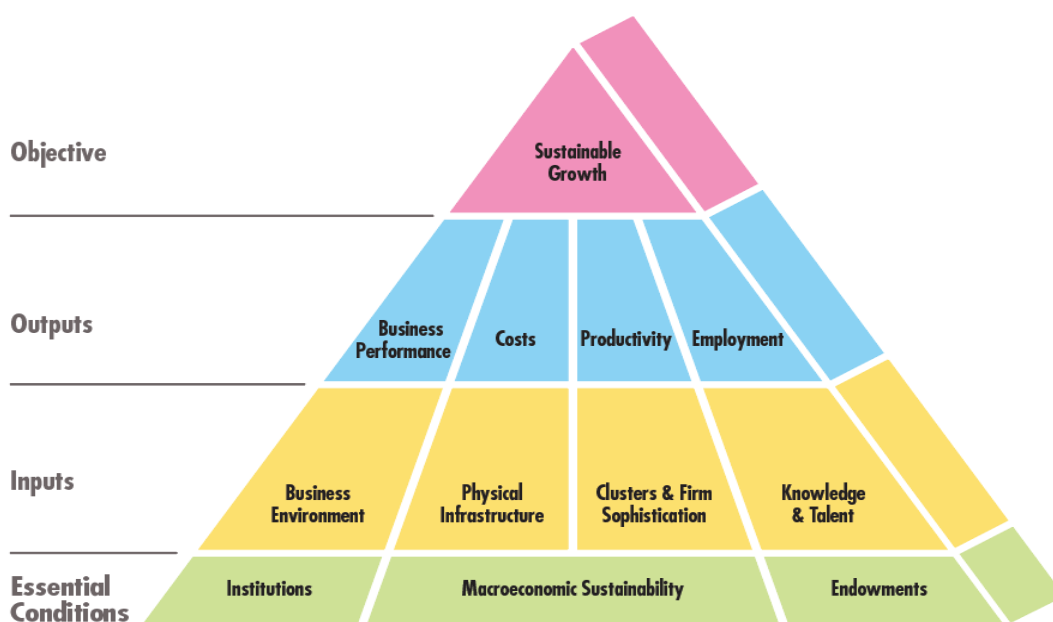 Objective
Sustainable
Growth
Outputs
Business
Performance
Costs
Productivity
Employment
Inputs
Business
Environment
Physical
Infrastructure
Clusters & Firm
Sophistication
Knowledge
& Talent
Essential
Conditions
Institutions
Macroeconomic Sustainability
Endowments